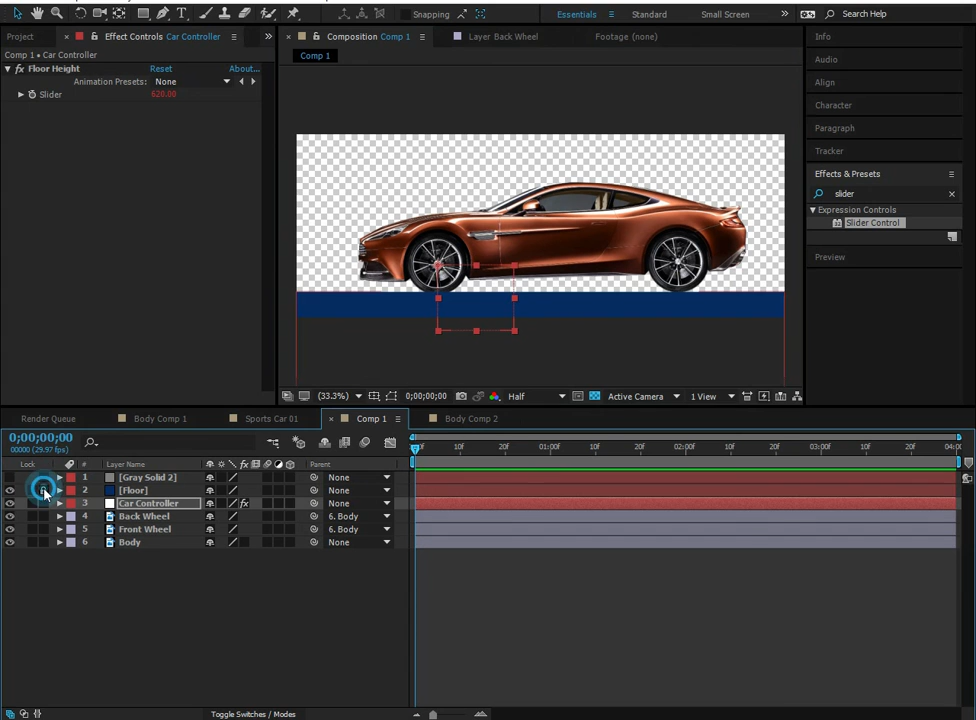 Snapping
Essentials
Standard
Small Screen
»
Search Help
Project
×
Effect Controls Car Controller
»
×
Composition Comp 1
Layer Back Wheel
Footage (none)
Comp 1 • Car Controller
fx Floor Height
Reset
About...
Animation Presets:
None
Slider
620.00
Comp 1
Info
Audio
Align
Character
Paragraph
Tracker
Effects & Presets
slider
×
Expression Controls
Slider Control
Preview
(33.3%)
0;00;00;00
Half
Active Camera
1 View
Render Queue
Body Comp 1
Sports Car 01
×
Comp 1
Body Comp 2
0;00;00;00
00000 (29.97 fps)
10f
20f
01:00f
10f
20f
02:00f
10f
20f
03:00f
10f
20f
04:0
Lock
#
Layer Name
fx
Parent
1
[Gray Solid 2]
None
2
[Floor]
None
3
Car Controller
fx
None
4
Back Wheel
6. Body
5
Front Wheel
6. Body
6
Body
None
Toggle Switches / Modes